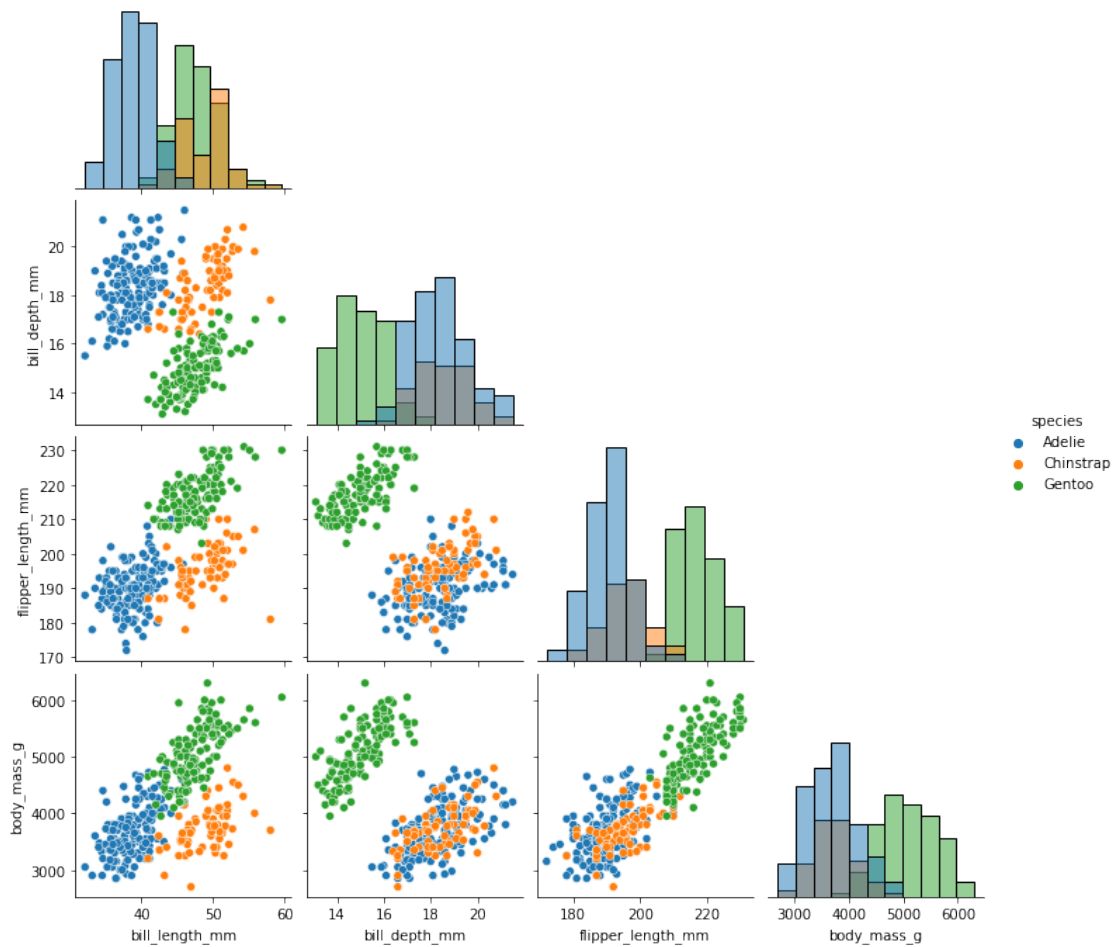 bill_depth_mm
20
18
16
14
flipper_length_mm
230
220
210
200
190
180
170
species
Adelie
Chinstrap
Gentoo
body_mass_g
6000
5000
4000
3000
40 50 60
14 16 18 20
180 200 220
3000 4000 5000 6000
bill_length_mm
bill_depth_mm
flipper_length_mm
body_mass_g